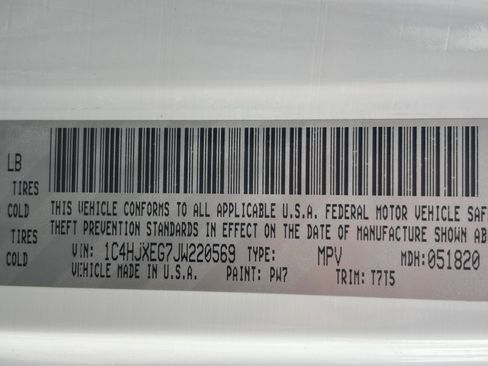 LB
TIRES
COLD THIS VEHICLE CONFORMS TO ALL APPLICABLE U.S.A. FEDERAL MOTOR VEHICLE SAF
TIRES THEFT PREVENTION STANDARDS IN EFFECT ON THE DATE OF MANUFACTURE SHOWN AB
COLD VIN: 1C4HJXEG7JW220569 TYPE: MPV MDH: 051820
VEHICLE MADE IN U.S.A. PAINT: PW7 TRIM: T7T5